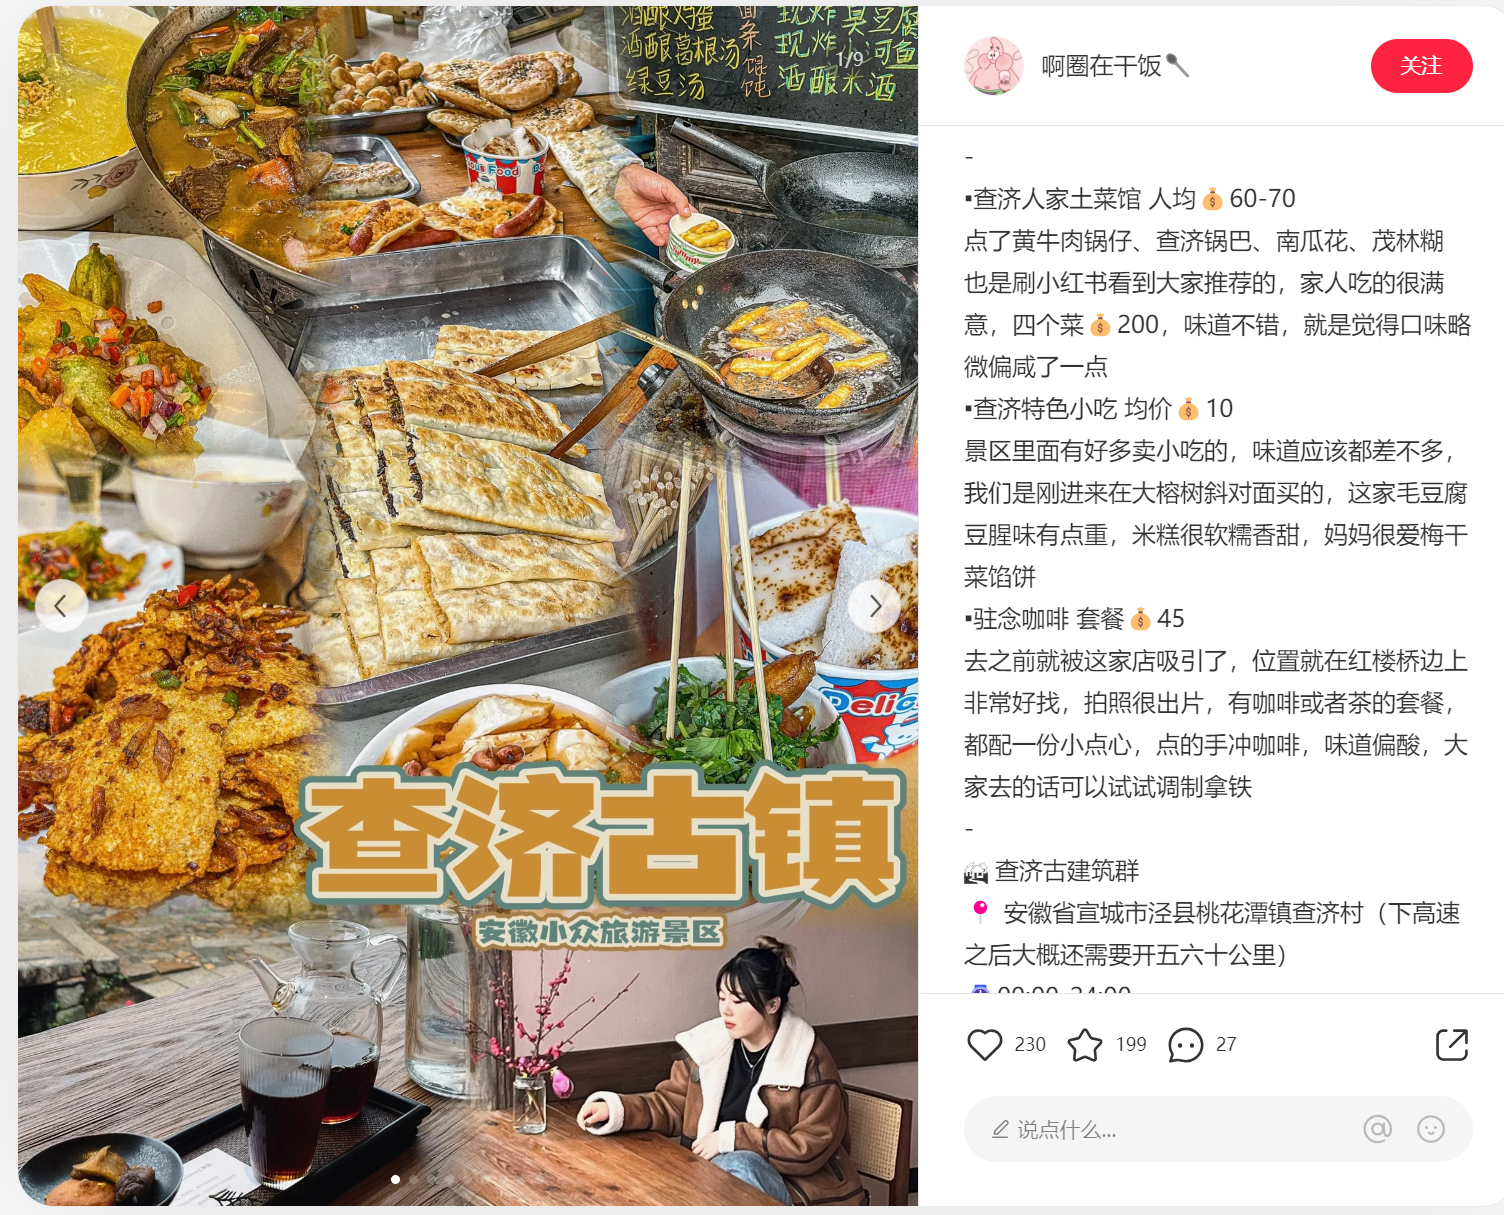 酒酿鸡蛋
酒酿葛根汤
绿豆汤
面条
馄饨
现炸臭豆腐
现炸小河鱼
酒酿米酒
1/9
Food
Delic
查济古镇
安徽小众旅游景区
啊圈在干饭
关注
-
▪查济人家土菜馆 人均💰60-70
点了黄牛肉锅仔、查济锅巴、南瓜花、茂林糊
也是刷小红书看到大家推荐的，家人吃的很满
意，四个菜💰200，味道不错，就是觉得口味略
微偏咸了一点
▪查济特色小吃 均价💰10
景区里面有好多卖小吃的，味道应该都差不多，
我们是刚进来在大榕树斜对面买的，这家毛豆腐
豆腥味有点重，米糕很软糯香甜，妈妈很爱梅干
菜馅饼
▪驻念咖啡 套餐💰45
去之前就被这家店吸引了，位置就在红楼桥边上
非常好找，拍照很出片，有咖啡或者茶的套餐，
都配一份小点心，点的手冲咖啡，味道偏酸，大
家去的话可以试试调制拿铁
-
🏘 查济古建筑群
📍 安徽省宣城市泾县桃花潭镇查济村（下高速
之后大概还需要开五六十公里）
00:00-24:00
230
199
27
说点什么...